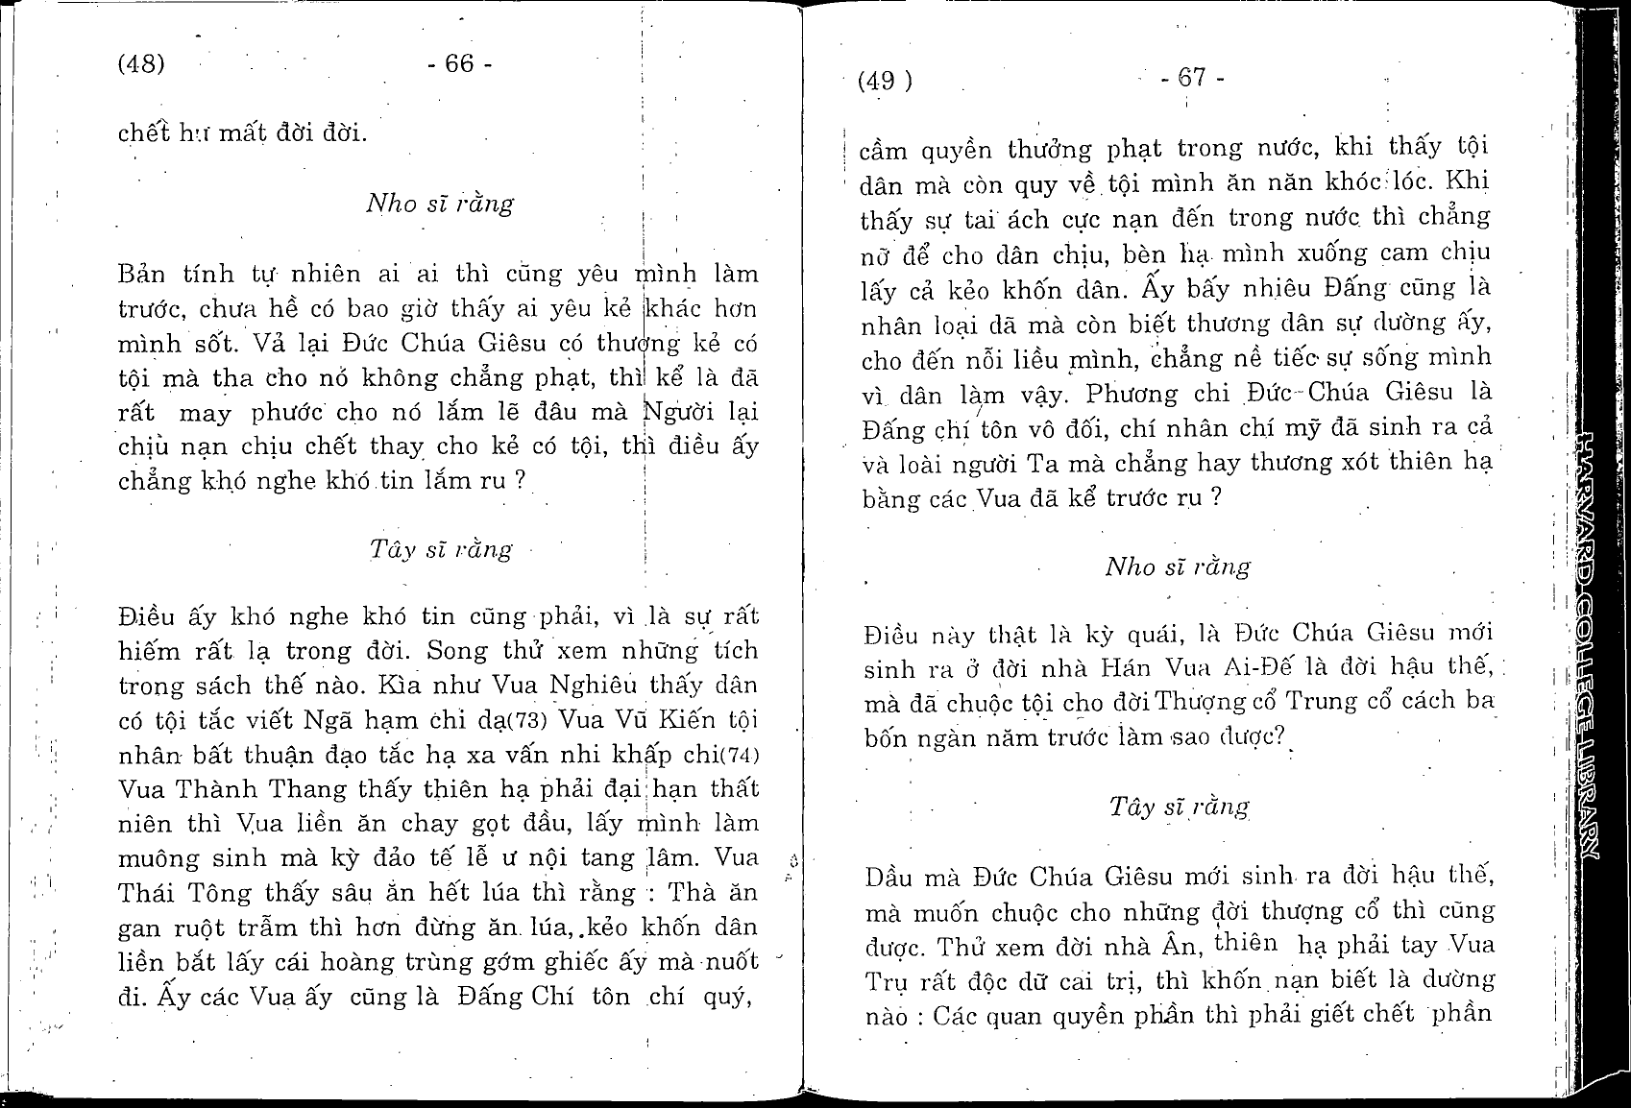 (48) - 66 -
chết hư mất đời đời.
Nho sĩ rằng
Bản tính tự nhiên ai ai thì cũng yêu mình làm
trước, chưa hề có bao giờ thấy ai yêu kẻ khác hơn
mình sốt. Vả lại Đức Chúa Giêsu có thương kẻ có
tội mà tha cho nó không chẳng phạt, thì kể là đã
rất may phước cho nó lắm lẽ đâu mà Người lại
chịu nạn chịu chết thay cho kẻ có tội, thì điều ấy
chẳng khó nghe khó tin lắm ru ?
Tây sĩ rằng
Điều ấy khó nghe khó tin cũng phải, vì là sự rất
hiếm rất lạ trong đời. Song thử xem những tích
trong sách thế nào. Kìa như Vua Nghiêu thấy dân
có tội tắc viết Ngã hạm chi dạ(73) Vua Vũ Kiến tội
nhân bất thuận đạo tắc hạ xa vấn nhi khấp chi(74)
Vua Thành Thang thấy thiên hạ phải đại hạn thất
niên thì Vua liền ăn chay gọt đầu, lấy mình làm
muông sinh mà kỳ đảo tế lễ ư nội tang lâm. Vua
Thái Tông thấy sâu ăn hết lúa thì rằng : Thà ăn
gan ruột trẫm thì hơn đừng ăn lúa, kẻo khốn dân
liền bắt lấy cái hoàng trùng gớm ghiếc ấy mà nuốt
đi. Ấy các Vua ấy cũng là Đấng Chí tôn chí quý,
(49 ) - 67 -
cầm quyền thưởng phạt trong nước, khi thấy tội
dân mà còn quy về tội mình ăn năn khóc lóc. Khi
thấy sự tai ách cực nạn đến trong nước thì chẳng
nỡ để cho dân chịu, bèn hạ mình xuống cam chịu
lấy cả kẻo khốn dân. Ấy bấy nhiêu Đấng cũng là
nhân loại dã mà còn biết thương dân sự dường ấy,
cho đến nỗi liều mình, chẳng nề tiếc sự sống mình
vì dân làm vậy. Phương chi Đức Chúa Giêsu là
Đấng chí tôn vô đối, chí nhân chí mỹ đã sinh ra cả
và loài người Ta mà chẳng hay thương xót thiên hạ
bằng các Vua đã kể trước ru ?
Nho sĩ rằng
Điều này thật là kỳ quái, là Đức Chúa Giêsu mới
sinh ra ở đời nhà Hán Vua Ai-Đế là đời hậu thế,
mà đã chuộc tội cho đời Thượng cổ Trung cổ cách ba
bốn ngàn năm trước làm sao được?
Tây sĩ rằng
Dầu mà Đức Chúa Giêsu mới sinh ra đời hậu thế,
mà muốn chuộc cho những đời thượng cổ thì cũng
được. Thử xem đời nhà Ân, thiên hạ phải tay Vua
Trụ rất độc dữ cai trị, thì khốn nạn biết là dường
nào : Các quan quyền phần thì phải giết chết phần
HARVARD COLLEGE LIBRARY